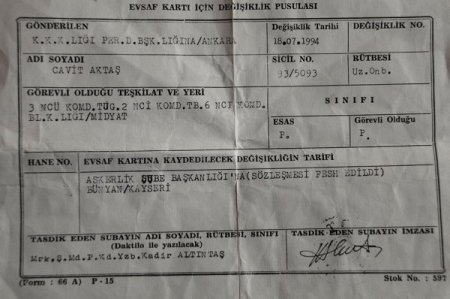 EVSAF KARTI İÇİN DEĞİŞİKLİK PUSULASI
GÖNDERİLEN
K.K.K.LIĞI PER.D.BŞK.LIĞINA/ANKARA
Değişiklik Tarihi
18.07.1994
DEĞİŞİKLİK NO.
ADI SOYADI
CAVİT AKTAŞ
SİCİL NO.
93/5093
RÜTBESİ
Uz.Onb.
GÖREVLİ OLDUĞU TEŞKİLAT VE YERİ
3 NCÜ KOMD.TUG.2 NCİ KOMD.TB.6 NCI KOMD.
BL.K.LIGI/MİDYAT
SINIFI
ESAS
P.
Görevli Olduğu
P.
HANE NO.
EVSAF KARTINA KAYDEDİLECEK DEĞİŞİKLİĞİN TARİFİ
ASKERLİK ŞUBE BAŞKANLIĞI'NA(SÖZLEŞMESİ FESH EDİLDİ)
BÜNYAN/KAYSERİ
TASDİK EDEN SUBAYIN ADI SOYADI, RÜTBESİ, SINIFI
(Daktilo ile yazılacak)
Mrk.Ş.Md.P.Kd.Yzb.Kadir ALTINTAŞ
TASDİK EDEN SUBAYIN İMZASI
(Form : 66 A) P - 15
Stok No. : 597